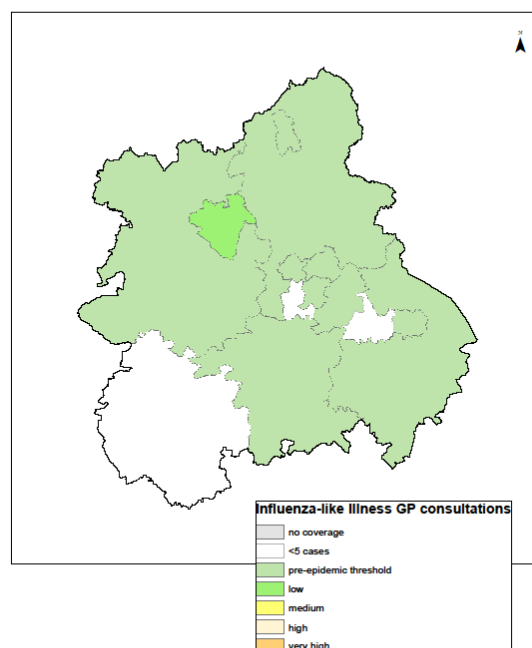 N
Influenza-like Illness GP consultations
no coverage
<5 cases
pre-epidemic threshold
low
medium
high
very high